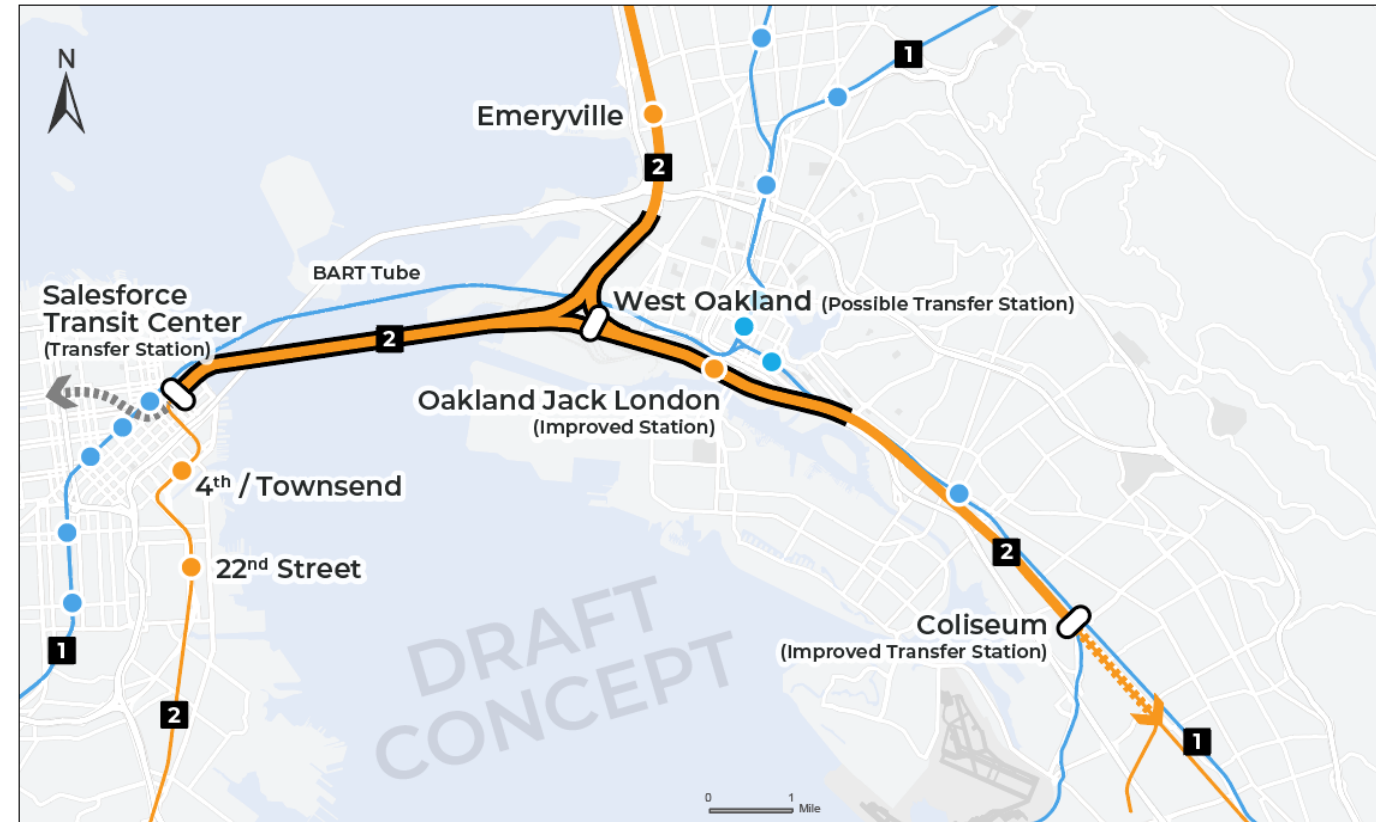 N
1
Emeryville
2
BART Tube
Salesforce
Transit Center
(Transfer Station)
West Oakland (Possible Transfer Station)
2
Oakland Jack London
(Improved Station)
4th / Townsend
22nd Street
2
DRAFT
CONCEPT
Coliseum
(Improved Transfer Station)
1
2
1
0 1
Mile